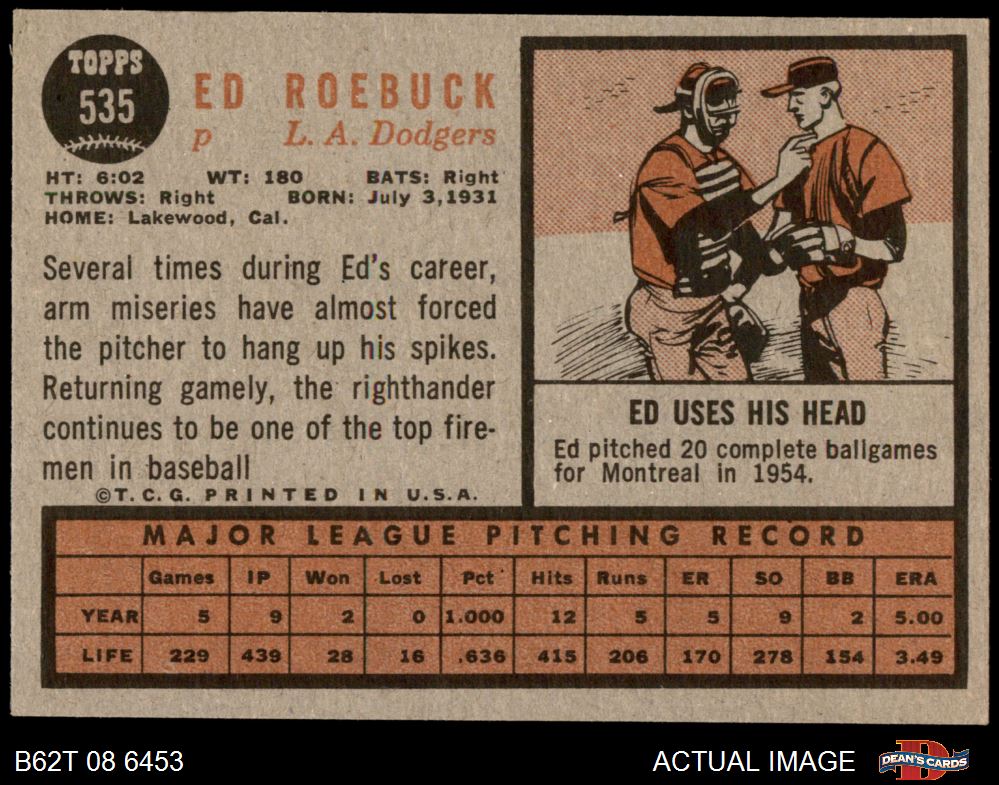 TOPPS
535
ED ROEBUCK
p L. A. Dodgers
HT: 6:02 WT: 180 BATS: Right
THROWS: Right BORN: July 3,1931
HOME: Lakewood, Cal.
Several times during Ed's career,
arm miseries have almost forced
the pitcher to hang up his spikes.
Returning gamely, the righthander
continues to be one of the top fire-
men in baseball
©T. C. G. PRINTED IN U.S.A.
ED USES HIS HEAD
Ed pitched 20 complete ballgames
for Montreal in 1954.
MAJOR LEAGUE PITCHING RECORD
Games IP Won Lost Pct Hits Runs ER SO BB ERA
YEAR 5 9 2 0 1.000 12 5 5 9 2 5.00
LIFE 229 439 28 16 .636 415 206 170 278 154 3.49
B62T 08 6453
ACTUAL IMAGE
DEAN'S CARDS